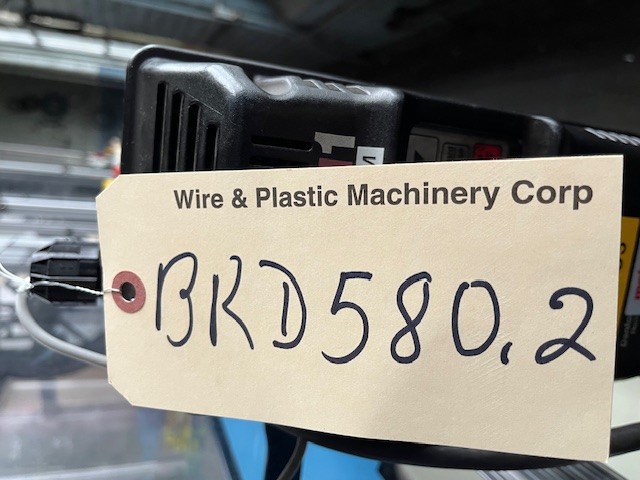 Wire & Plastic Machinery Corp
BKD580.2